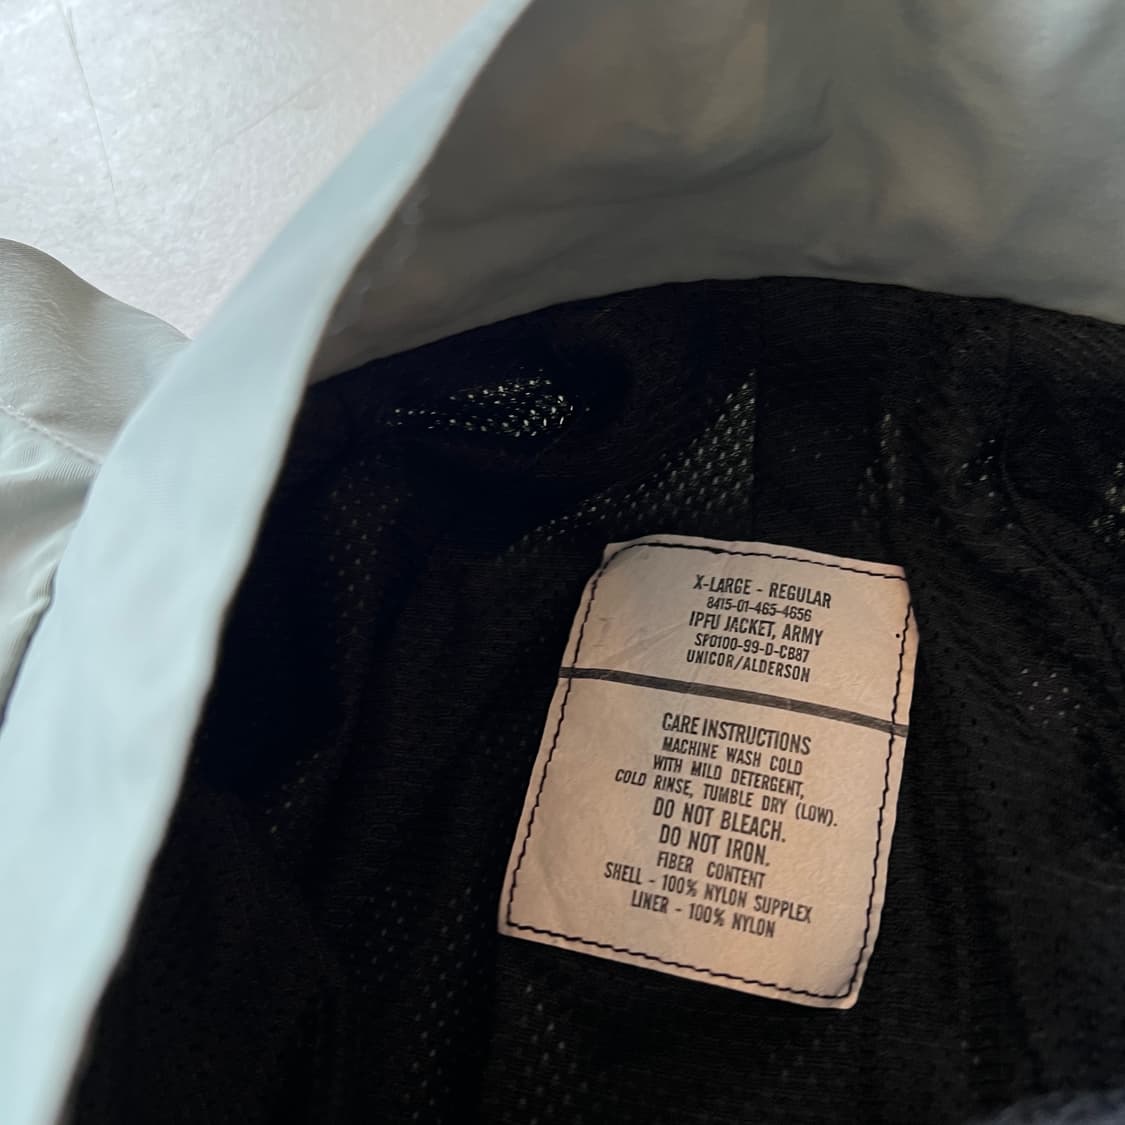 X-LARGE - REGULAR
8415-01-465-4656
IPFU JACKET, ARMY
SPO100-99-D-CB87
UNICOR/ALDERSON
CARE INSTRUCTIONS
MACHINE WASH COLD
WITH MILD DETERGENT,
COLD RINSE, TUMBLE DRY (LOW).
DO NOT BLEACH.
DO NOT IRON.
FIBER CONTENT
SHELL - 100% NYLON SUPPLEX
LINER - 100% NYLON